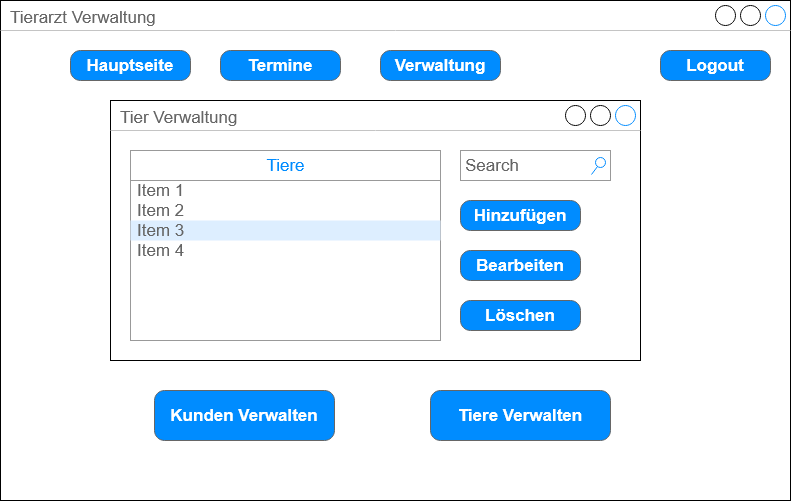 Tierarzt Verwaltung
Hauptseite Termine Verwaltung Logout
Tier Verwaltung
Tiere
Search
Item 1
Item 2
Item 3
Item 4
Hinzufügen
Bearbeiten
Löschen
Kunden Verwalten Tiere Verwalten